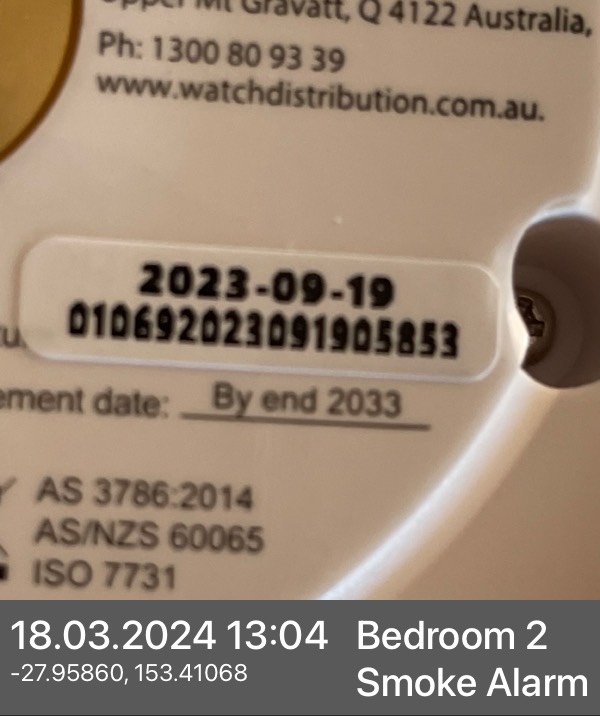 Upper Mt Gravatt, Q 4122 Australia,
Ph: 1300 80 93 39
www.watchdistribution.com.au.
2023-09-19
010692023091905853
ement date: By end 2033
AS 3786:2014
AS/NZS 60065
ISO 7731
18.03.2024 13:04
-27.95860, 153.41068
Bedroom 2
Smoke Alarm